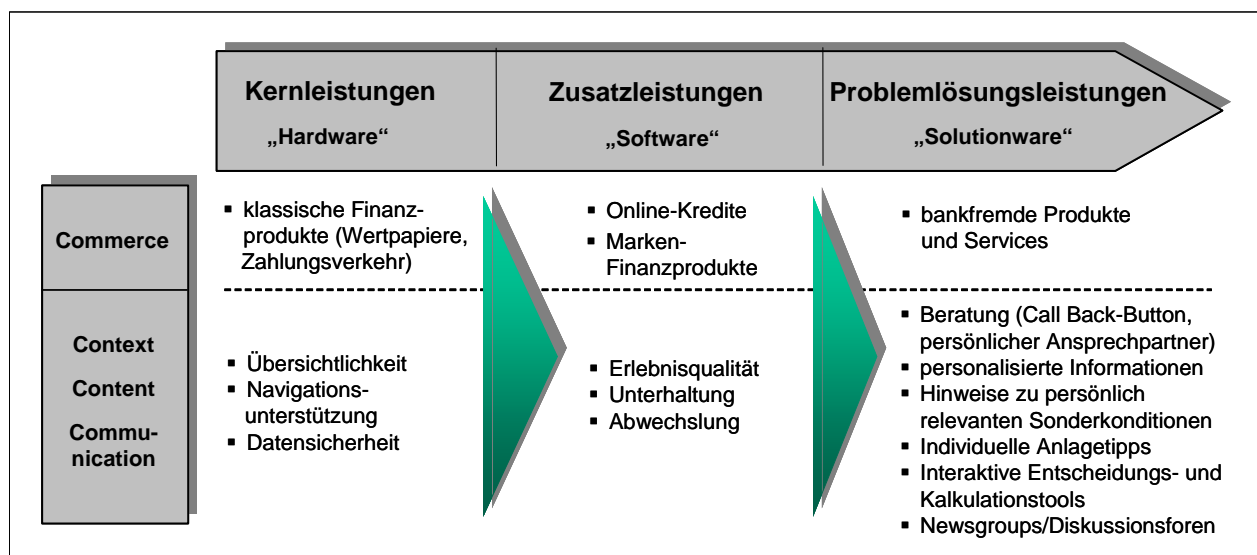 Kernleistungen
„Hardware“
Zusatzleistungen
„Software“
Problemlösungsleistungen
„Solutionware“
Commerce
▪ klassische Finanz-
produkte (Wertpapiere,
Zahlungsverkehr)
▪ Online-Kredite
▪ Marken-
Finanzprodukte
▪ bankfremde Produkte
und Services
Context
Content
Commu-
nication
▪ Übersichtlichkeit
▪ Navigations-
unterstützung
▪ Datensicherheit
▪ Erlebnisqualität
▪ Unterhaltung
▪ Abwechslung
▪ Beratung (Call Back-Button,
persönlicher Ansprechpartner)
▪ personalisierte Informationen
▪ Hinweise zu persönlich
relevanten Sonderkonditionen
▪ Individuelle Anlagetipps
▪ Interaktive Entscheidungs- und
Kalkulationstools
▪ Newsgroups/Diskussionsforen